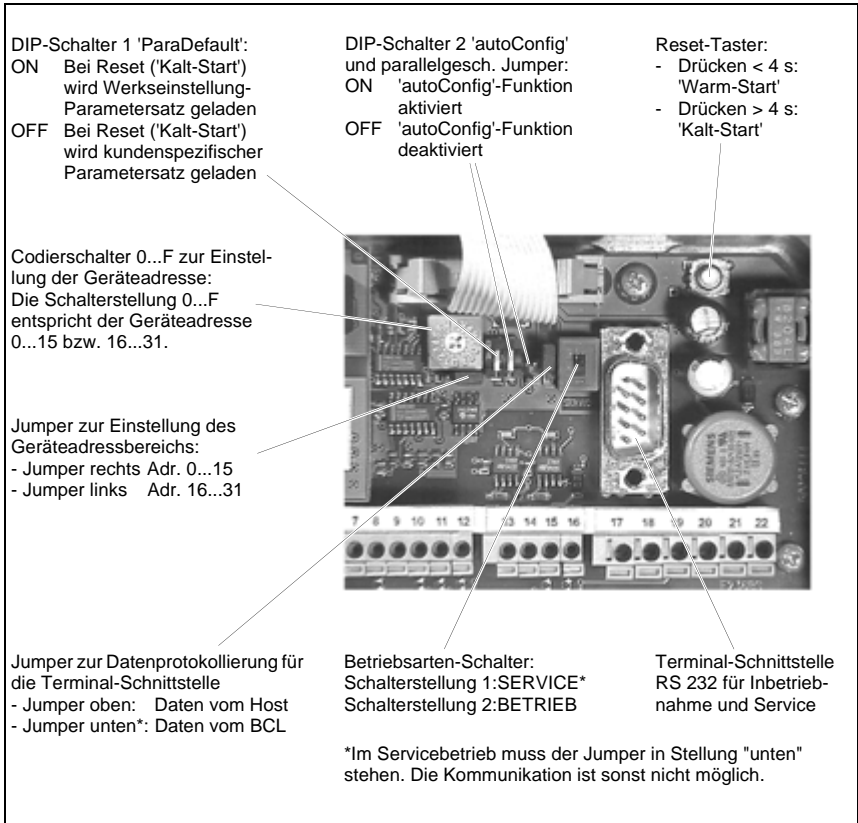 DIP-Schalter 1 'ParaDefault':
ON Bei Reset ('Kalt-Start')
wird Werkseinstellung-
Parametersatz geladen
OFF Bei Reset ('Kalt-Start')
wird kundenspezifischer
Parametersatz geladen
DIP-Schalter 2 'autoConfig'
und parallelgesch. Jumper:
ON 'autoConfig'-Funktion
aktiviert
OFF 'autoConfig'-Funktion
deaktiviert
Reset-Taster:
- Drücken < 4 s:
'Warm-Start'
- Drücken > 4 s:
'Kalt-Start'
Codierschalter 0...F zur Einstel-
lung der Geräteadresse:
Die Schalterstellung 0...F
entspricht der Geräteadresse
0...15 bzw. 16...31.
Jumper zur Einstellung des
Geräteadressbereichs:
- Jumper rechts Adr. 0...15
- Jumper links Adr. 16...31
SIEMENS
7 8 9 10 11 12 13 14 15 16 17 18 19 20 21 22
Jumper zur Datenprotokollierung für
die Terminal-Schnittstelle
- Jumper oben: Daten vom Host
- Jumper unten*: Daten vom BCL
Betriebsarten-Schalter:
Schalterstellung 1:SERVICE*
Schalterstellung 2:BETRIEB
Terminal-Schnittstelle
RS 232 für Inbetrieb-
nahme und Service
*Im Servicebetrieb muss der Jumper in Stellung "unten"
stehen. Die Kommunikation ist sonst nicht möglich.